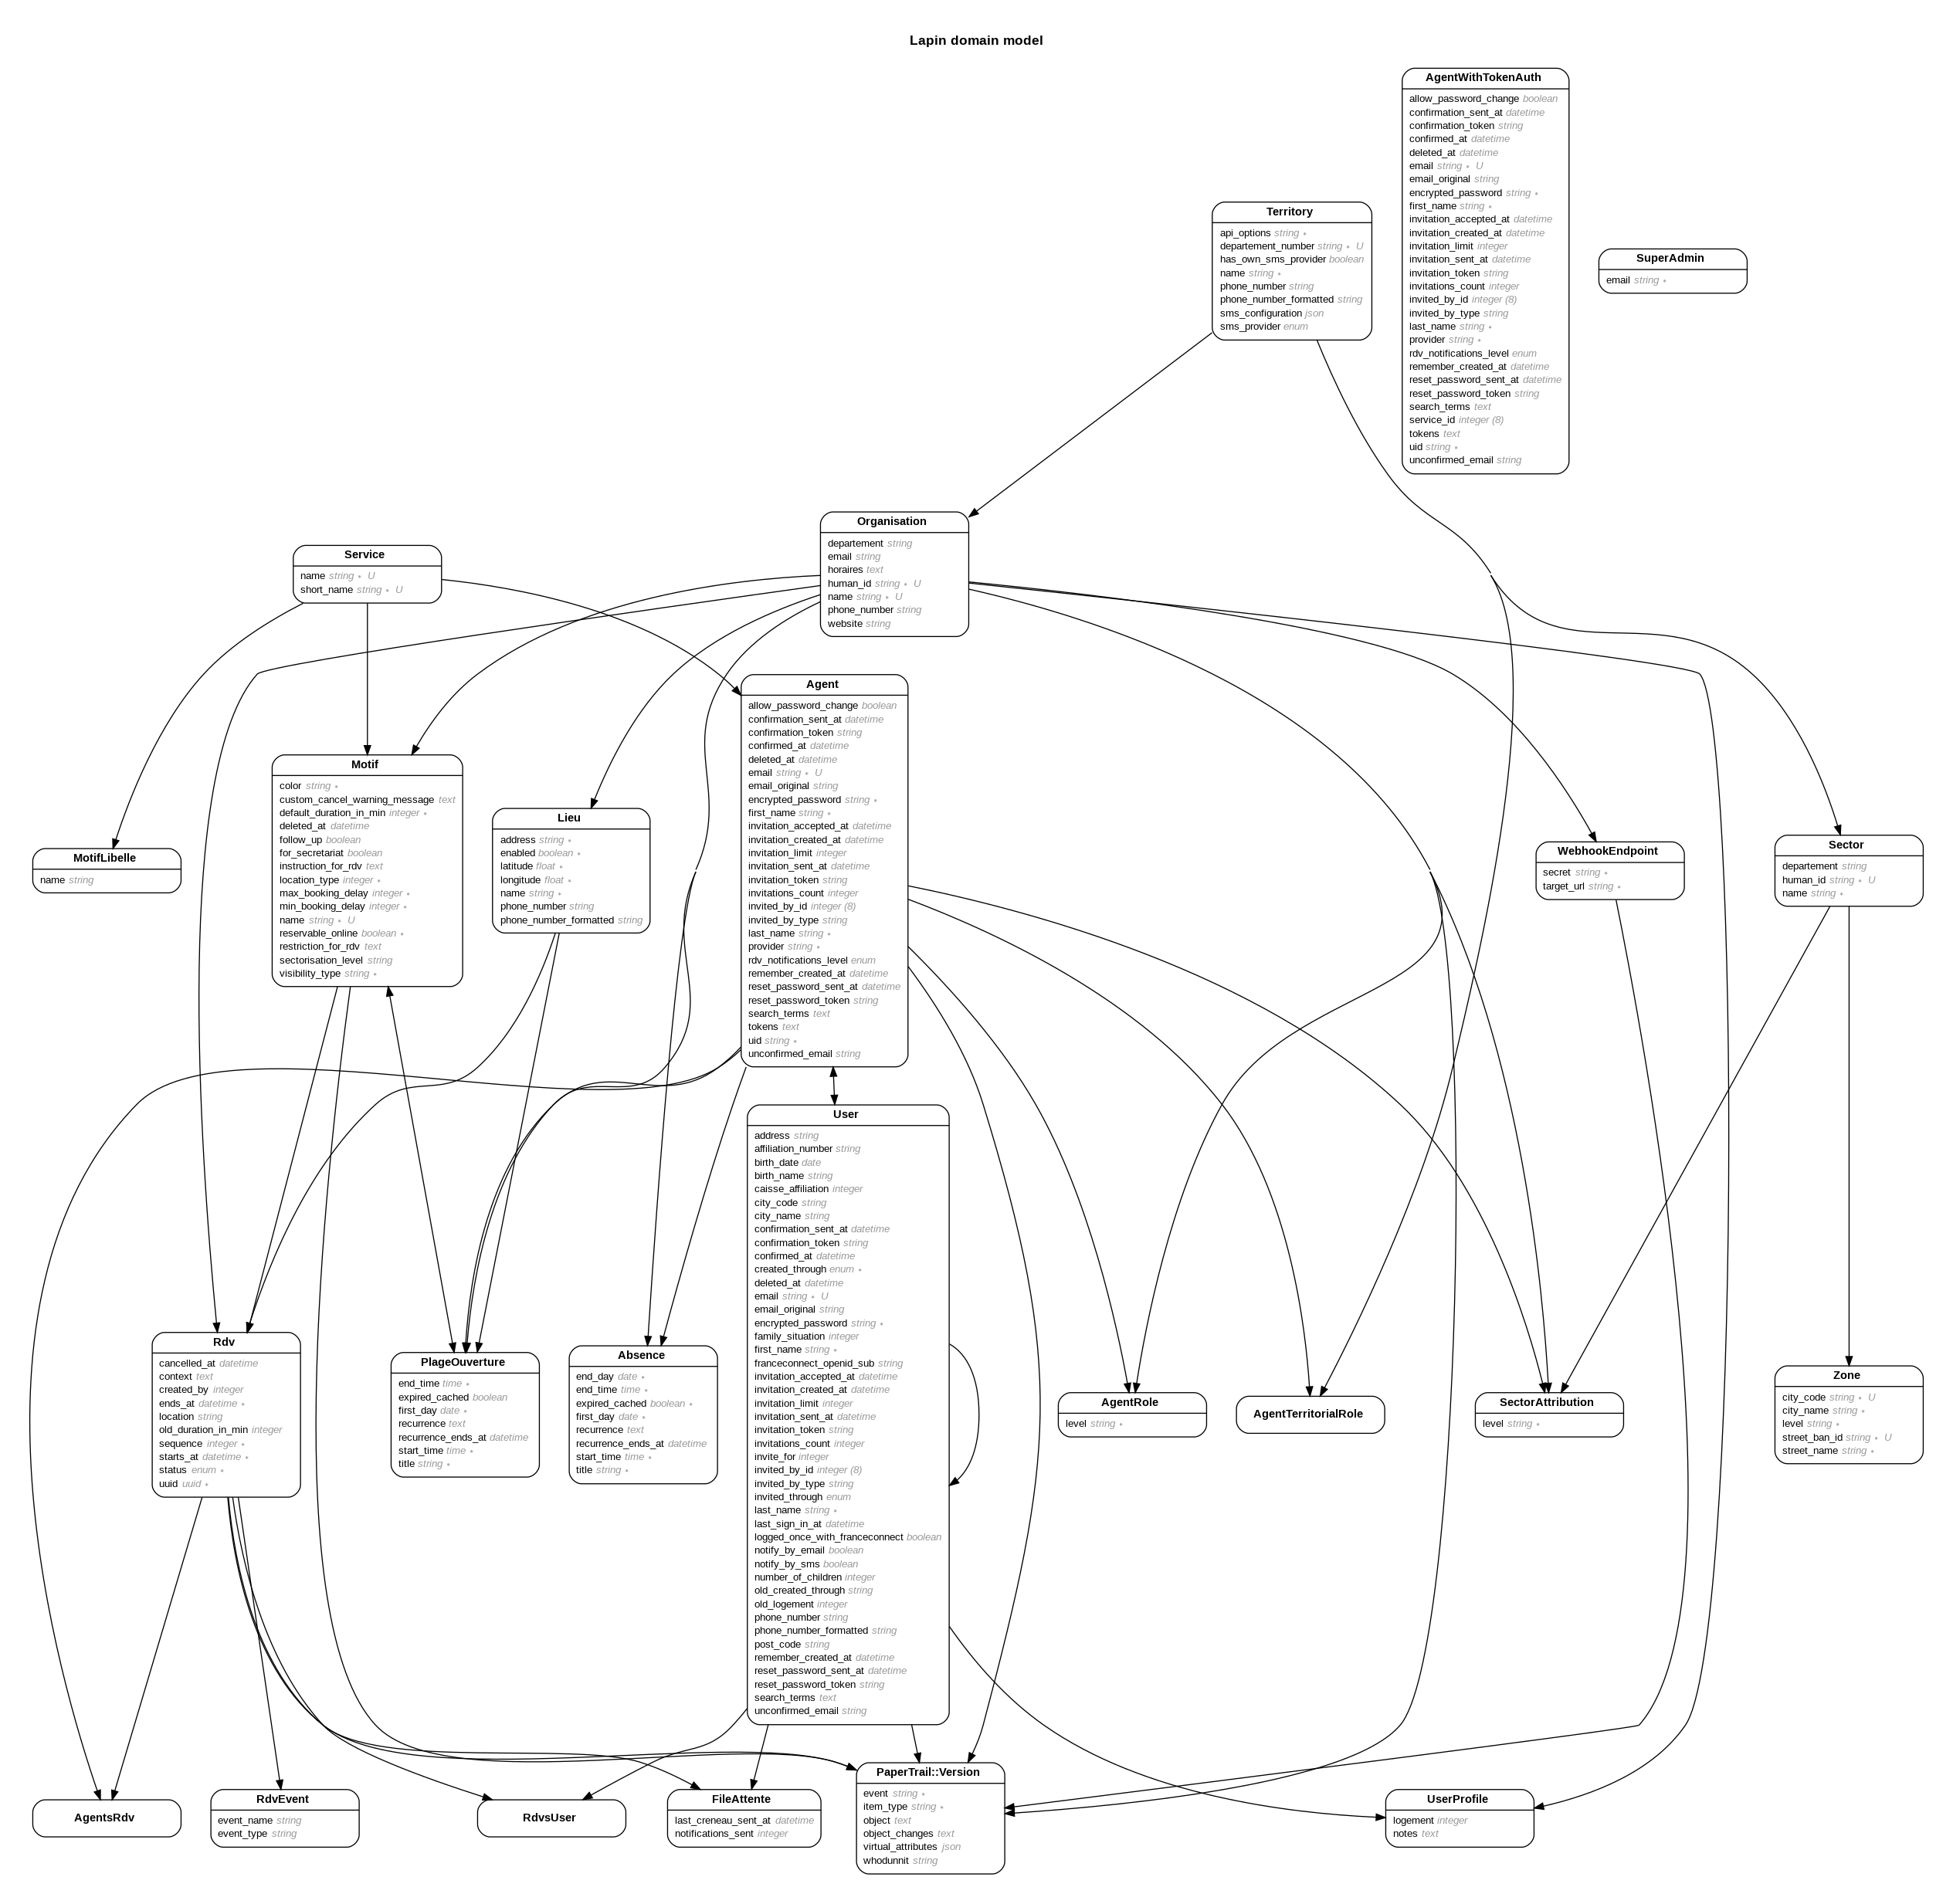 Lapin domain model
AgentWithTokenAuth
allow_password_change boolean
confirmation_sent_at datetime
confirmation_token string
confirmed_at datetime
deleted_at datetime
email string ∗ U
email_original string
encrypted_password string ∗
first_name string ∗
invitation_accepted_at datetime
invitation_created_at datetime
invitation_limit integer
invitation_sent_at datetime
invitation_token string
invitations_count integer
invited_by_id integer (8)
invited_by_type string
last_name string ∗
provider string ∗
rdv_notifications_level enum
remember_created_at datetime
reset_password_sent_at datetime
reset_password_token string
search_terms text
service_id integer (8)
tokens text
uid string ∗
unconfirmed_email string
Territory
api_options string ∗
departement_number string ∗ U
has_own_sms_provider boolean
name string ∗
phone_number string
phone_number_formatted string
sms_configuration json
sms_provider enum
SuperAdmin
email string ∗
Organisation
departement string
email string
horaires text
human_id string ∗ U
name string ∗ U
phone_number string
website string
Service
name string ∗ U
short_name string ∗ U
Agent
allow_password_change boolean
confirmation_sent_at datetime
confirmation_token string
confirmed_at datetime
deleted_at datetime
email string ∗ U
email_original string
encrypted_password string ∗
first_name string ∗
invitation_accepted_at datetime
invitation_created_at datetime
invitation_limit integer
invitation_sent_at datetime
invitation_token string
invitations_count integer
invited_by_id integer (8)
invited_by_type string
last_name string ∗
provider string ∗
rdv_notifications_level enum
remember_created_at datetime
reset_password_sent_at datetime
reset_password_token string
search_terms text
tokens text
uid string ∗
unconfirmed_email string
Motif
color string ∗
custom_cancel_warning_message text
default_duration_in_min integer ∗
deleted_at datetime
follow_up boolean
for_secretariat boolean
instruction_for_rdv text
location_type integer ∗
max_booking_delay integer ∗
min_booking_delay integer ∗
name string ∗ U
reservable_online boolean ∗
restriction_for_rdv text
sectorisation_level string
visibility_type string ∗
Lieu
address string ∗
enabled boolean ∗
latitude float ∗
longitude float ∗
name string ∗
phone_number string
phone_number_formatted string
MotifLibelle
name string
WebhookEndpoint
secret string ∗
target_url string ∗
Sector
departement string
human_id string ∗ U
name string ∗
User
address string
affiliation_number string
birth_date date
birth_name string
caisse_affiliation integer
city_code string
city_name string
confirmation_sent_at datetime
confirmation_token string
confirmed_at datetime
created_through enum ∗
deleted_at datetime
email string ∗ U
email_original string
encrypted_password string ∗
family_situation integer
first_name string ∗
franceconnect_openid_sub string
invitation_accepted_at datetime
invitation_created_at datetime
invitation_limit integer
invitation_sent_at datetime
invitation_token string
invitations_count integer
invite_for integer
invited_by_id integer (8)
invited_by_type string
invited_through enum
last_name string ∗
last_sign_in_at datetime
logged_once_with_franceconnect boolean
notify_by_email boolean
notify_by_sms boolean
number_of_children integer
old_created_through string
old_logement integer
phone_number string
phone_number_formatted string
post_code string
remember_created_at datetime
reset_password_sent_at datetime
reset_password_token string
search_terms text
unconfirmed_email string
Rdv
cancelled_at datetime
context text
created_by integer
ends_at datetime ∗
location string
old_duration_in_min integer
sequence integer ∗
starts_at datetime ∗
status enum ∗
uuid uuid ∗
PlageOuverture
end_time time ∗
expired_cached boolean
first_day date ∗
recurrence text
recurrence_ends_at datetime
start_time time ∗
title string ∗
Absence
end_day date ∗
end_time time ∗
expired_cached boolean ∗
first_day date ∗
recurrence text
recurrence_ends_at datetime
start_time time ∗
title string ∗
AgentRole
level string ∗
AgentTerritorialRole
SectorAttribution
level string ∗
Zone
city_code string ∗ U
city_name string ∗
level string ∗
street_ban_id string ∗ U
street_name string ∗
AgentsRdv
RdvEvent
event_name string
event_type string
RdvsUser
FileAttente
last_creneau_sent_at datetime
notifications_sent integer
PaperTrail::Version
event string ∗
item_type string ∗
object text
object_changes text
virtual_attributes json
whodunnit string
UserProfile
logement integer
notes text